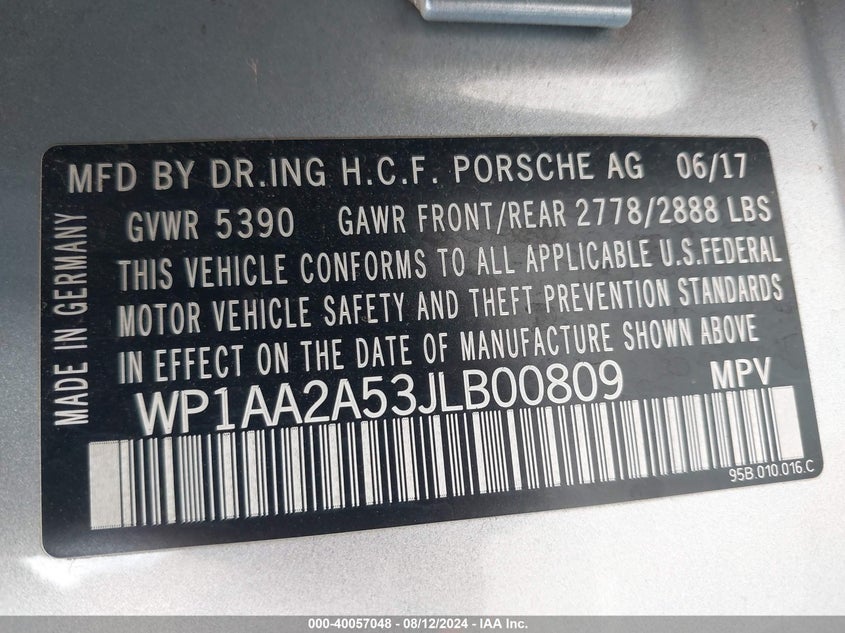 MFD BY DR.ING H.C.F. PORSCHE AG 06/17
GVWR 5390 GAWR FRONT/REAR 2778/2888 LBS
THIS VEHICLE CONFORMS TO ALL APPLICABLE U.S.FEDERAL
MOTOR VEHICLE SAFETY AND THEFT PREVENTION STANDARDS
IN EFFECT ON THE DATE OF MANUFACTURE SHOWN ABOVE
WP1AA2A53JLB00809 MPV
MADE IN GERMANY
95B.010.016.C
000-40057048 - 08/12/2024 - IAA Inc.